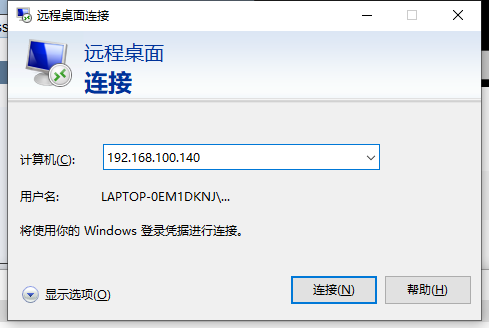 远程桌面连接
远程桌面
连接
计算机(C):
192.168.100.140
用户名:
LAPTOP-0EM1DKNJ\...
将使用你的 Windows 登录凭据进行连接。
显示选项(O)
连接(N)
帮助(H)